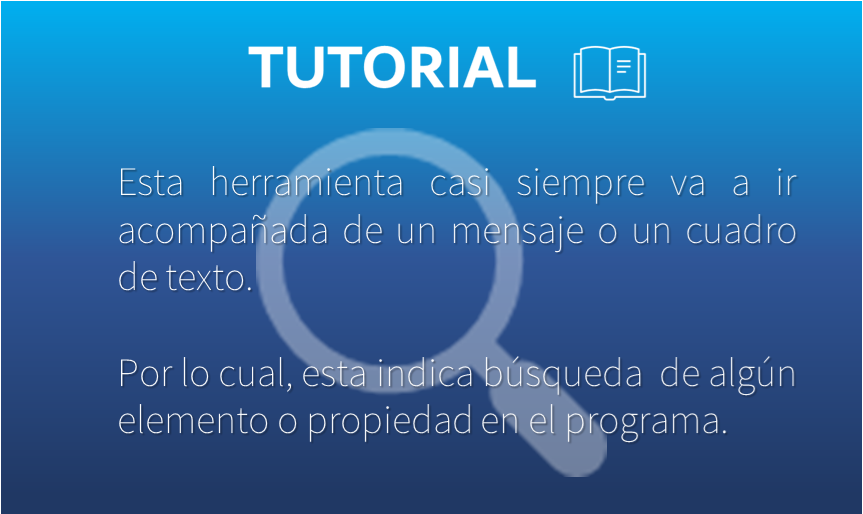 TUTORIAL
Esta herramienta casi siempre va a ir
acompañada de un mensaje o un cuadro
de texto.
Por lo cual, esta indica búsqueda de algún
elemento o propiedad en el programa.